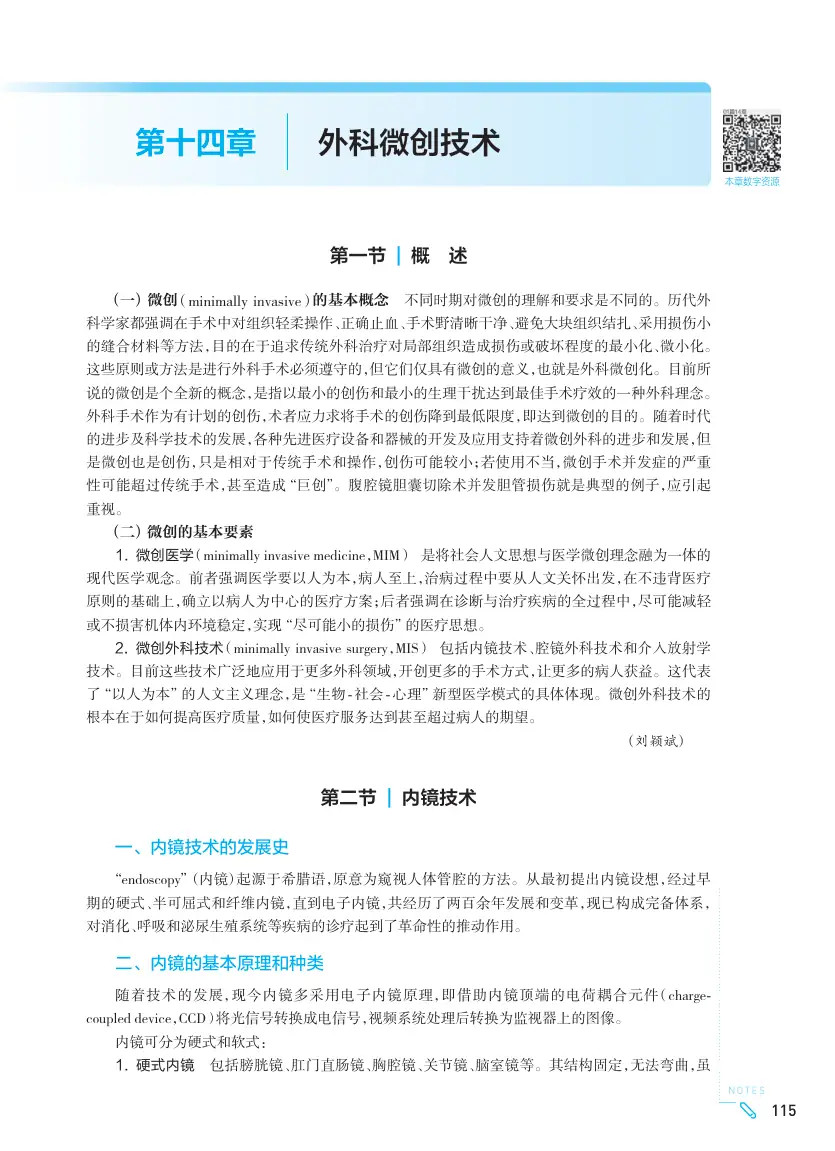 第十四章 外科微创技术
本章数字资源
第一节 | 概 述
（一）微创（minimally invasive）的基本概念 不同时期对微创的理解和要求是不同的。历代外
科学家都强调在手术中对组织轻柔操作、正确止血、手术野清晰干净、避免大块组织结扎、采用损伤小
的缝合材料等方法，目的在于追求传统外科治疗对局部组织造成损伤或破坏程度的最小化、微小化。
这些原则或方法是进行外科手术必须遵守的，但它们仅具有微创的意义，也就是外科微创化。目前所
说的微创是个全新的概念，是指以最小的创伤和最小的生理干扰达到最佳手术疗效的一种外科理念。
外科手术作为有计划的创伤，术者应力求将手术的创伤降到最低限度，即达到微创的目的。随着时代
的进步及科学技术的发展，各种先进医疗设备和器械的开发及应用支持着微创外科的进步和发展，但
是微创也是创伤，只是相对于传统手术和操作，创伤可能较小；若使用不当，微创手术并发症的严重
性可能超过传统手术，甚至造成“巨创”。腹腔镜胆囊切除术并发胆管损伤就是典型的例子，应引起
重视。
（二）微创的基本要素
1. 微创医学（minimally invasive medicine，MIM） 是将社会人文思想与医学微创理念融为一体的
现代医学观念。前者强调医学要以人为本，病人至上，治病过程中要从人文关怀出发，在不违背医疗
原则的基础上，确立以病人为中心的医疗方案；后者强调在诊断与治疗疾病的全过程中，尽可能减轻
或不损害机体内环境稳定，实现“尽可能小的损伤”的医疗思想。
2. 微创外科技术（minimally invasive surgery，MIS） 包括内镜技术、腔镜外科技术和介入放射学
技术。目前这些技术广泛地应用于更多外科领域，开创更多的手术方式，让更多的病人获益。这代表
了“以人为本”的人文主义理念，是“生物-社会-心理”新型医学模式的具体体现。微创外科技术的
根本在于如何提高医疗质量，如何使医疗服务达到甚至超过病人的期望。
（刘颖斌）
第二节 | 内镜技术
一、内镜技术的发展史
“endoscopy”（内镜）起源于希腊语，原意为窥视人体管腔的方法。从最初提出内镜设想，经过早
期的硬式、半可屈式和纤维内镜，直到电子内镜，共经历了两百余年发展和变革，现已构成完备体系，
对消化、呼吸和泌尿生殖系统等疾病的诊疗起到了革命性的推动作用。
二、内镜的基本原理和种类
随着技术的发展，现今内镜多采用电子内镜原理，即借助内镜顶端的电荷耦合元件（charge-
coupled device，CCD）将光信号转换成电信号，视频系统处理后转换为监视器上的图像。
内镜可分为硬式和软式：
1. 硬式内镜 包括膀胱镜、肛门直肠镜、胸腔镜、关节镜、脑室镜等。其结构固定，无法弯曲，虽
NOTES
115